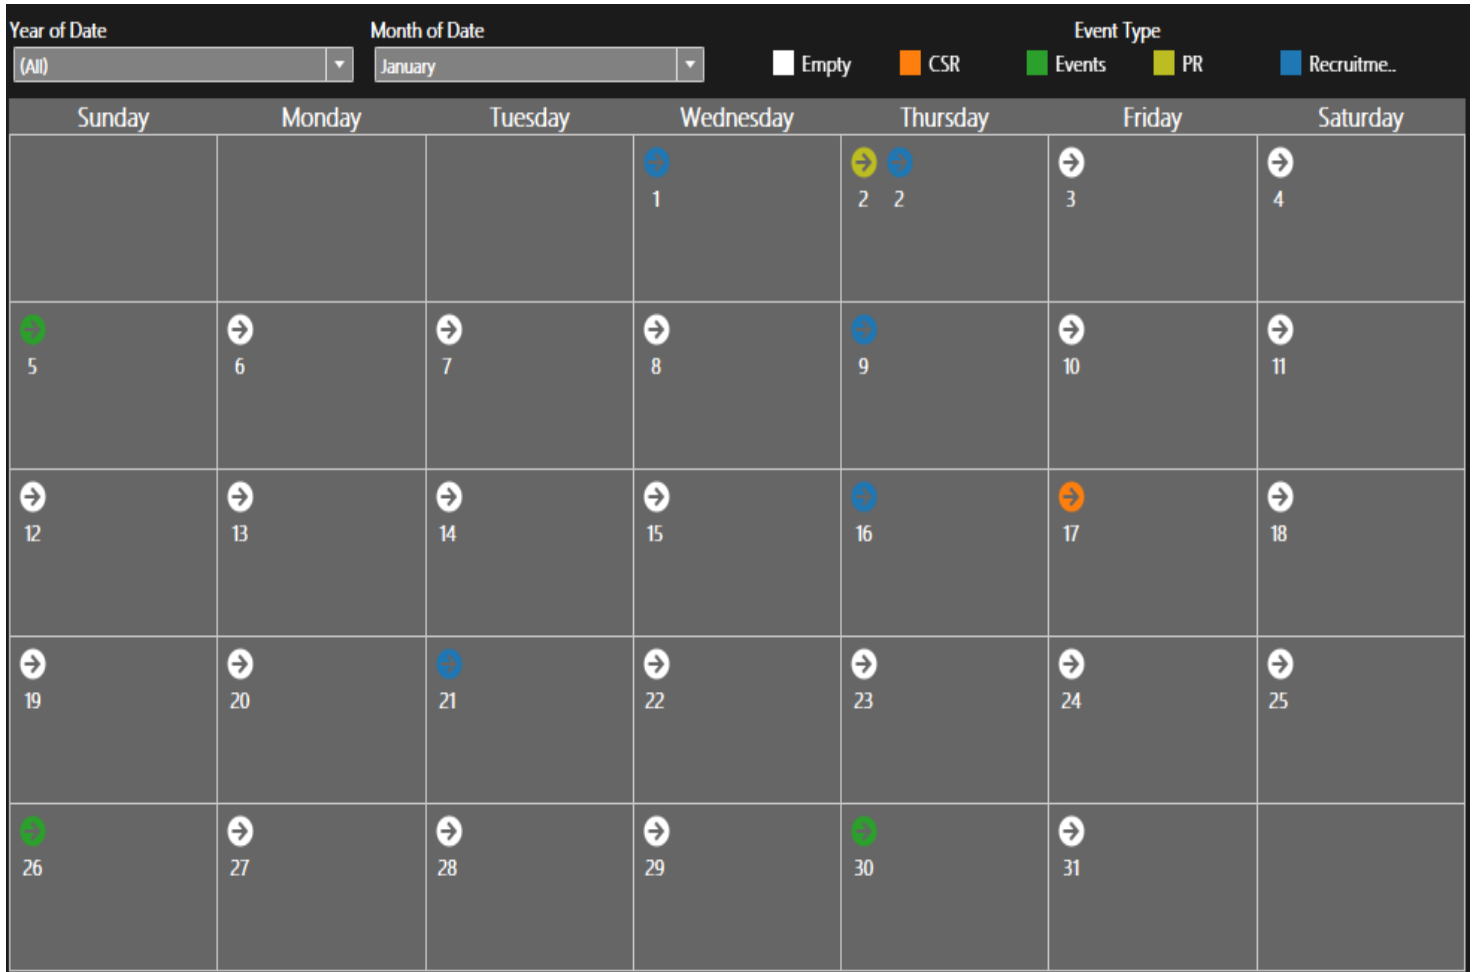 Year of Date Month of Date Event Type
(All) January Empty CSR Events PR Recruitme..
Sunday Monday Tuesday Wednesday Thursday Friday Saturday
1 2 2 3 4
5 6 7 8 9 10 11
12 13 14 15 16 17 18
19 20 21 22 23 24 25
26 27 28 29 30 31